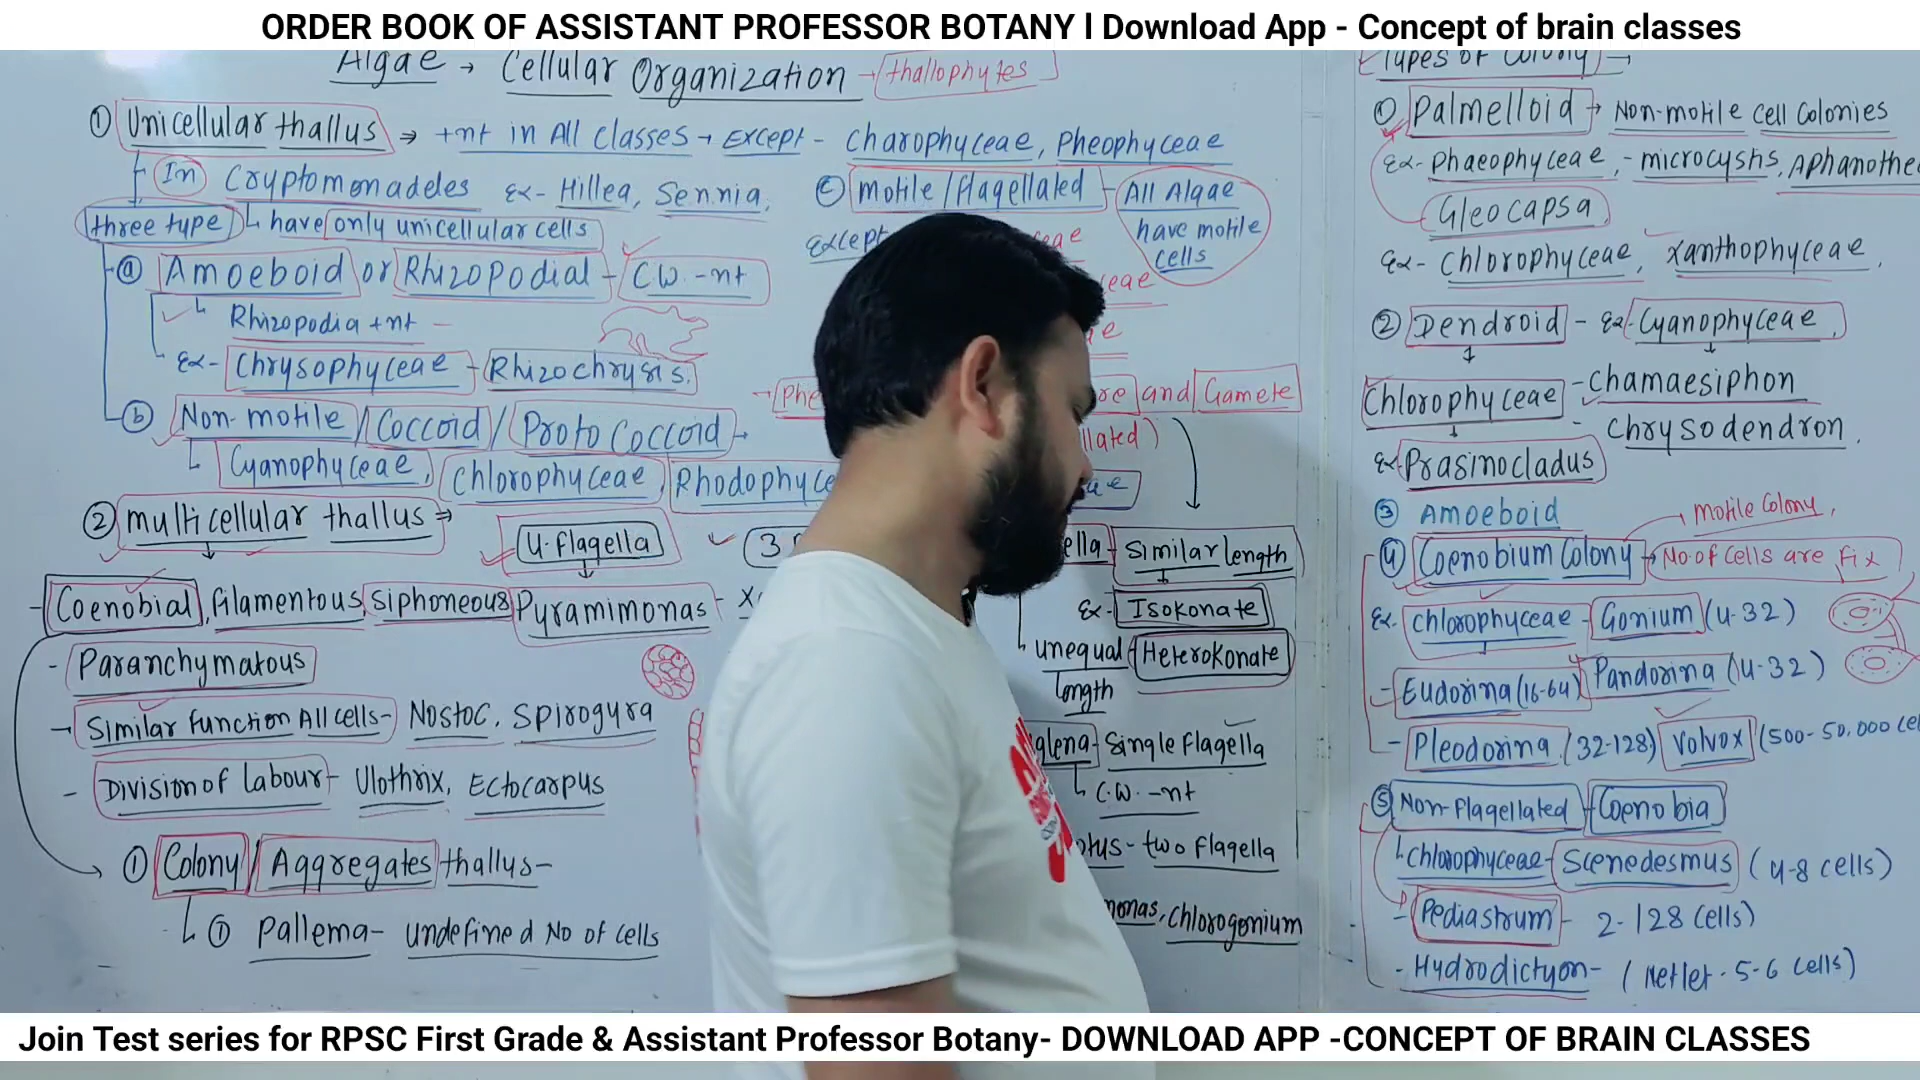 ORDER BOOK OF ASSISTANT PROFESSOR BOTANY l Download App - Concept of brain classes
Algae → Cellular Organization → thallophytes
① Unicellular thallus ⇒ +nt in All Classes → Except - Charophyceae, Pheophyceae
In Cryptomonadeles Ex- Hillea, Sennia,
three type have only unicellular cells
ⓐ Amoeboid or Rhizopodial - C.W. -nt
Rhizopodia +nt -
Ex- Chrysophyceae - Rhizochrysis.
ⓑ Non-motile / Coccoid / Proto Coccoid -
Cyanophyceae, Chlorophyceae, Rhodophyce
② multicellular thallus ⇒
4-flagella
3
- Coenobial, filamentous, Siphoneous Pyramimonas -
- Paranchymatous
- Similar function All cells - Nostoc, Spirogyra
- Division of labour - Ulothrix, Ectocarpus
① Colony / Aggregates thallus -
① Pallema - undefined No of cells
ⓒ motile / flagellated - All Algae
have motile
cells
Except
eae
e
and Gamete
lated)
ella - Similar length
Ex- Isokonate
unequal - Heterokonate
length
glena - Single flagella
C.W. -nt
- two flagella
monas, Chlorogonium
Types of Colony →
① Palmelloid → Non-motile cell Colonies
Ex- Phaeophyceae, - microcystis, Aphanothe
Gleocapsa,
Ex- Chlorophyceae, Xanthophyceae,
② Dendroid - Ex- Cyanophyceae,
Chlorophyceae - Chamaesiphon
- Chrysodendron.
Ex- Prasinocladus
③ Amoeboid
motile Colony,
④ Coenobium Colony → No. of Cells are fix
Ex. Chlorophyceae - Gonium (4-32)
- Eudorina (16-64) Pandorina (4-32)
- Pleodorina (32-128) Volvox (500-50,000 cel
⑤ Non-flagellated - Coenobia
Chlorophyceae - Scenedesmus (4-8 cells)
- Pediastrum - 2-128 Cells)
- Hydrodictyon - (Netlet - 5-6 cells)
Join Test series for RPSC First Grade & Assistant Professor Botany- DOWNLOAD APP -CONCEPT OF BRAIN CLASSES